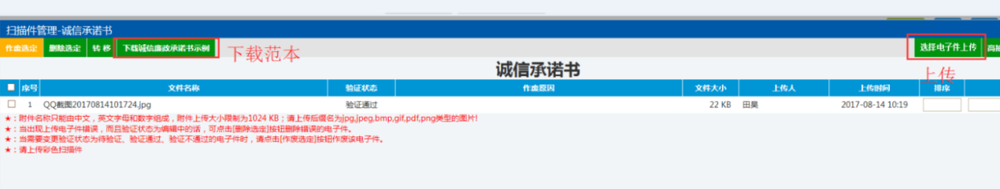 扫描件管理-诚信承诺书
作废选定 删除选定 转 移 下载诚信廉政承诺书示例 下载范本 选择电子件上传
诚信承诺书
上传
序号 文件名称 验证状态 作废原因 文件大小 上传人 上传时间 排序
1 QQ截图20170814101724.jpg 验证通过 22 KB 田昊 2017-08-14 10:19
★：附件名称只能由中文，英文字母和数字组成，附件上传大小限制为1024 KB；请上传后缀名为jpg,jpeg,bmp,gif,pdf,png类型的图片!
★：当出现上传电子件错误，而且验证状态为编辑中的话，可点击[删除选定]按钮删除错误的电子件。
★：当需要变更验证状态为待验证、验证通过、验证不通过的电子件时，请点击[作废选定]按钮作废该电子件。
★：请上传彩色扫描件